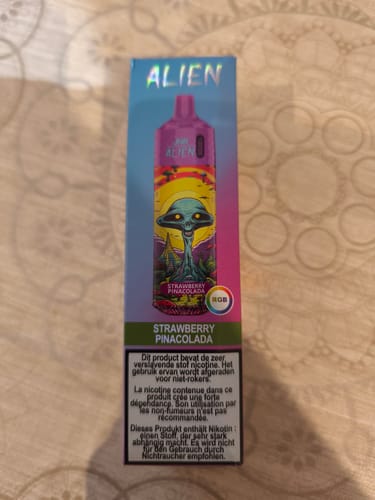 ALIEN
ALIEN
STRAWBERRY
PINACOLADA
RGB
STRAWBERRY
PINACOLADA
Dit product bevat de zeer
verslavende stof nicotine. Het
gebruik ervan wordt afgeraden
voor niet-rokers.
La nicotine contenue dans ce
produit crée une forte
dépendance. Son utilisation par
les non-fumeurs n'est pas
récommandée.
Dieses Produkt enthält Nikotin :
einen Stoff, der sehr stark
abhängig macht. Es wird nicht
für den Gebrauch durch
Nichtraucher empfohlen.